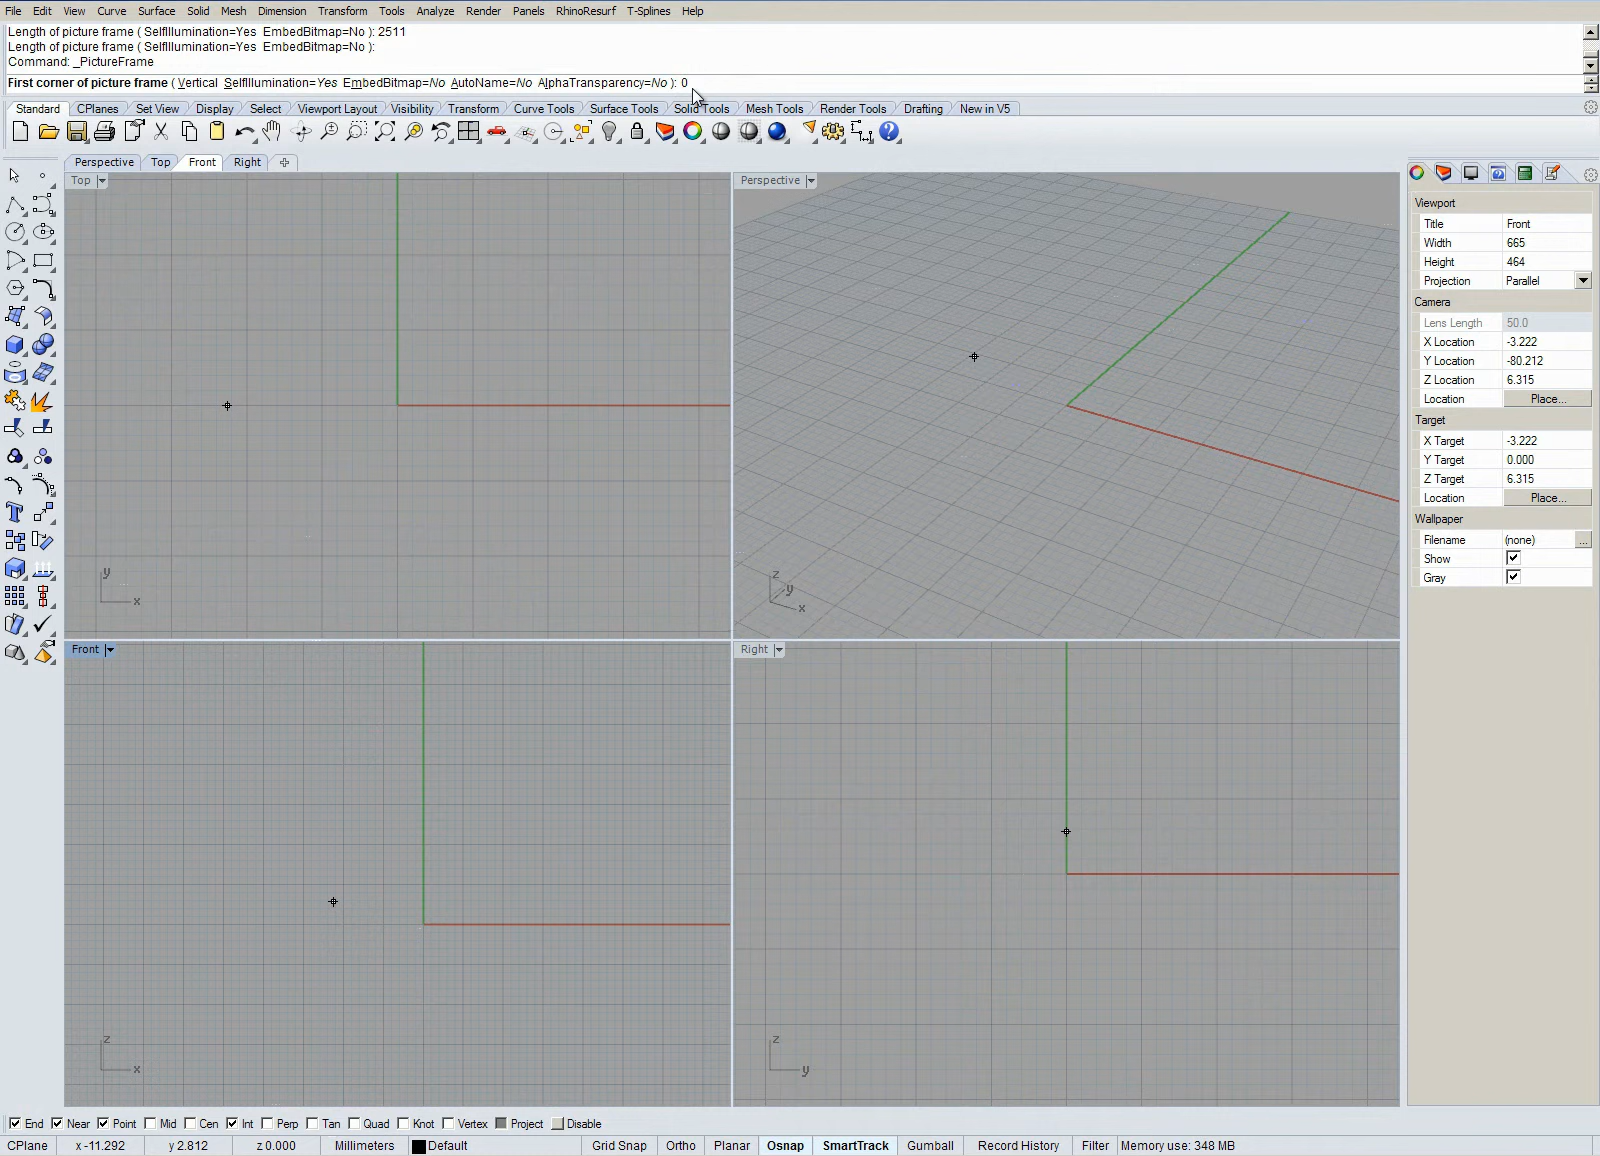 File Edit View Curve Surface Solid Mesh Dimension Transform Tools Analyze Render Panels RhinoResurf T-Splines Help
Length of picture frame ( SelfIllumination=Yes EmbedBitmap=No ): 2511
Length of picture frame ( SelfIllumination=Yes EmbedBitmap=No ):
Command: _PictureFrame
First corner of picture frame ( Vertical SelfIllumination=Yes EmbedBitmap=No AutoName=No AlphaTransparency=No ): 0
Standard CPlanes Set View Display Select Viewport Layout Visibility Transform Curve Tools Surface Tools Solid Tools Mesh Tools Render Tools Drafting New in V5
Perspective Top Front Right
Top
Perspective
y
x
z
y
x
Front
Right
z
x
z
y
Viewport
Title Front
Width 665
Height 464
Projection Parallel
Camera
Lens Length 50.0
X Location -3.222
Y Location -80.212
Z Location 6.315
Location Place...
Target
X Target -3.222
Y Target 0.000
Z Target 6.315
Location Place...
Wallpaper
Filename (none) ...
Show
Gray
End Near Point Mid Cen Int Perp Tan Quad Knot Vertex Project Disable
CPlane x -11.292 y 2.812 z 0.000 Millimeters Default Grid Snap Ortho Planar Osnap SmartTrack Gumball Record History Filter Memory use: 348 MB